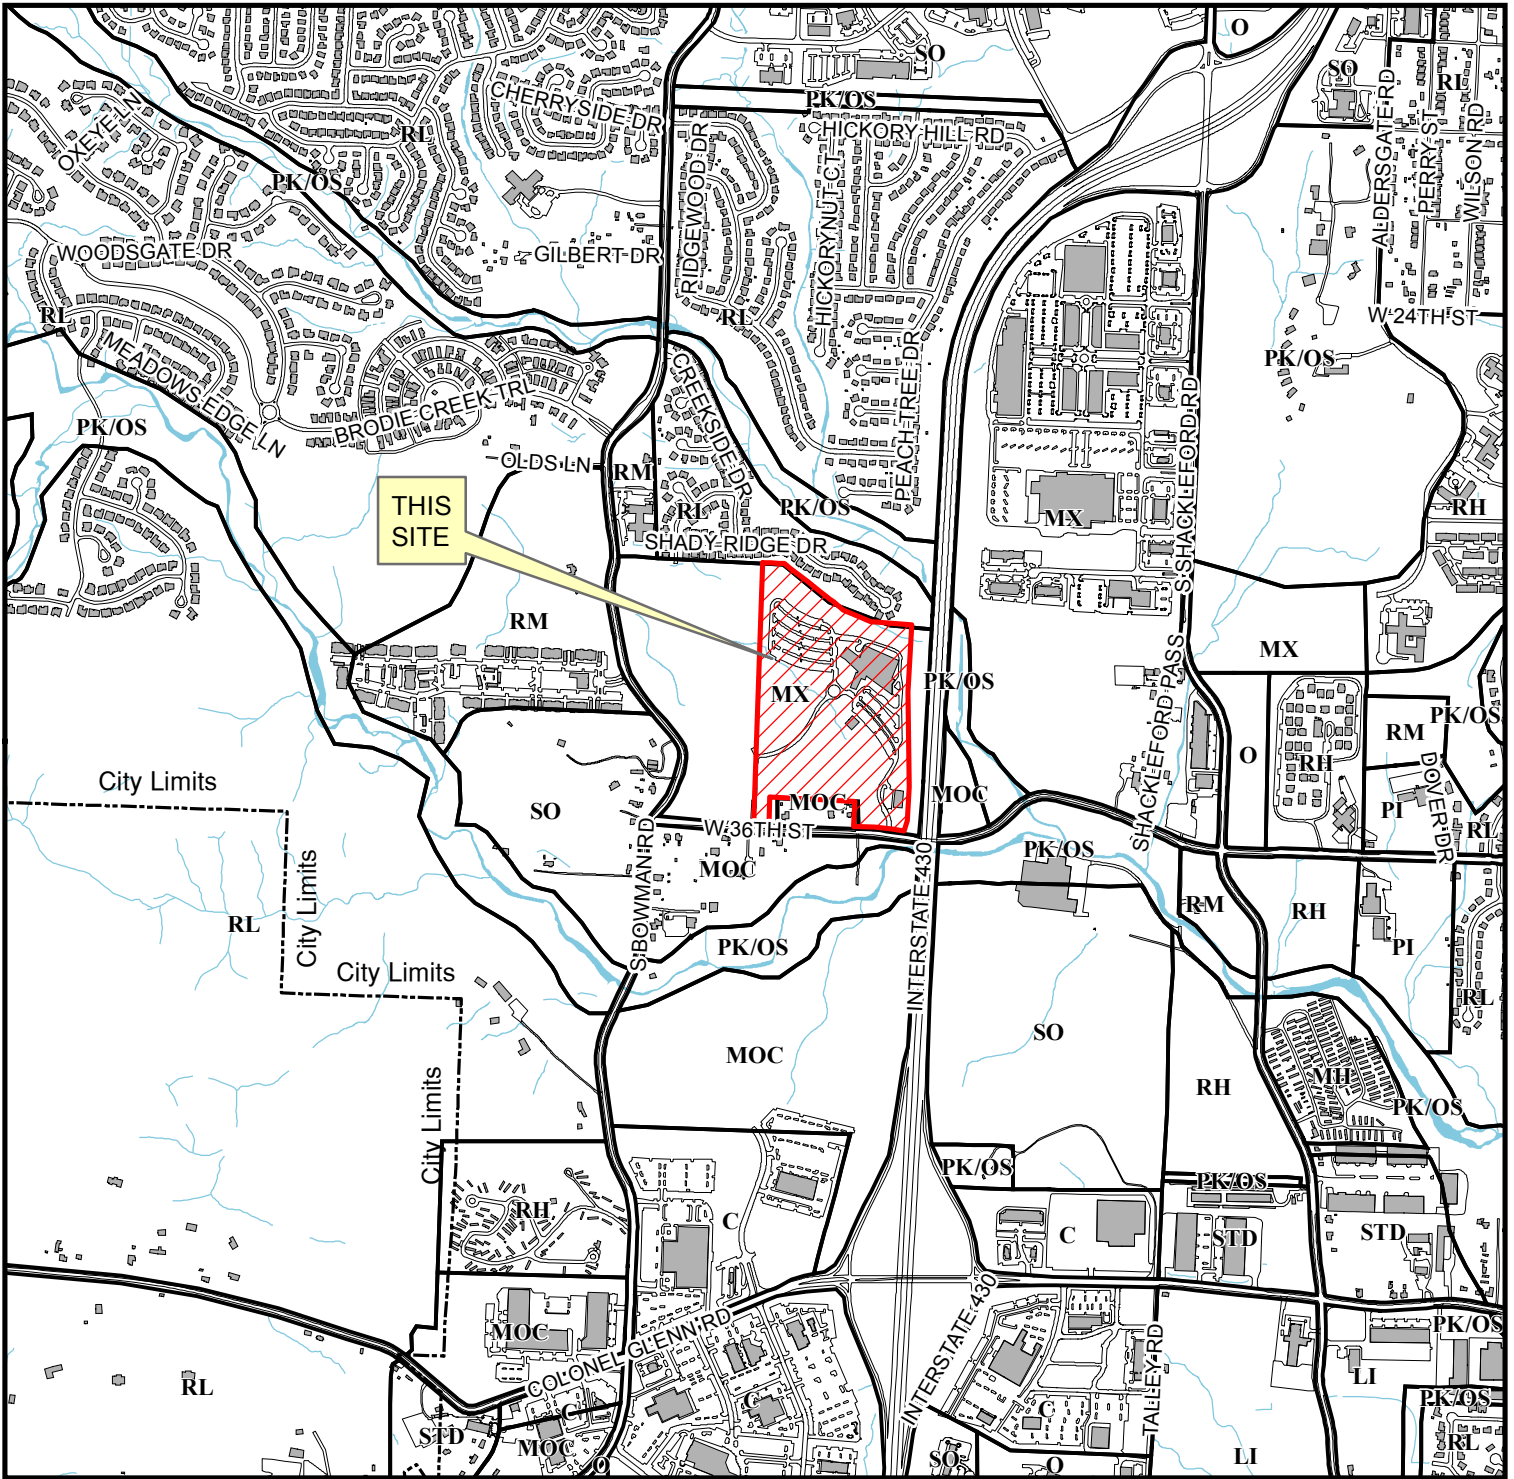 O
SO
SO
RL
PK/OS
CHERRYSIDE DR
OXEYE LN
RL
HICKORY HILL RD
ALDERSGATE RD
PERRY ST
WILSON RD
PK/OS
RIDGEWOOD DR
HICKORYNUT CT
WOODSGATE DR
GILBERT DR
RL
RL
W 24TH ST
MEADOWS EDGE LN
PEACH TREE DR
PK/OS
CREEKSIDE DR
S SHACKLEFORD RD
BRODIE CREEK TRL
PK/OS
OLDS LN
RM
THIS
SITE
RL
PK/OS
MX
RH
SHADY RIDGE DR
RM
MX
SHACKLEFORD PASS
MX
PK/OS
PK/OS
RM
O
RH
DOVER DR
City Limits
SO
MOC
MOC
PI
W 36TH ST
RL
S BOWMAN RD
MOC
PK/OS
City Limits
INTERSTATE 430
RL
RM
RH
PI
PK/OS
City Limits
RL
MOC
SO
RH
MH
PK/OS
City Limits
PK/OS
PK/OS
RH
C
C
STD
STD
INTERSTATE 430
MOC
COLONEL GLENN RD
TALLEY RD
PK/OS
RL
LI
PK/OS
C
C
C
STD
MOC
O
SO
O
LI
RL